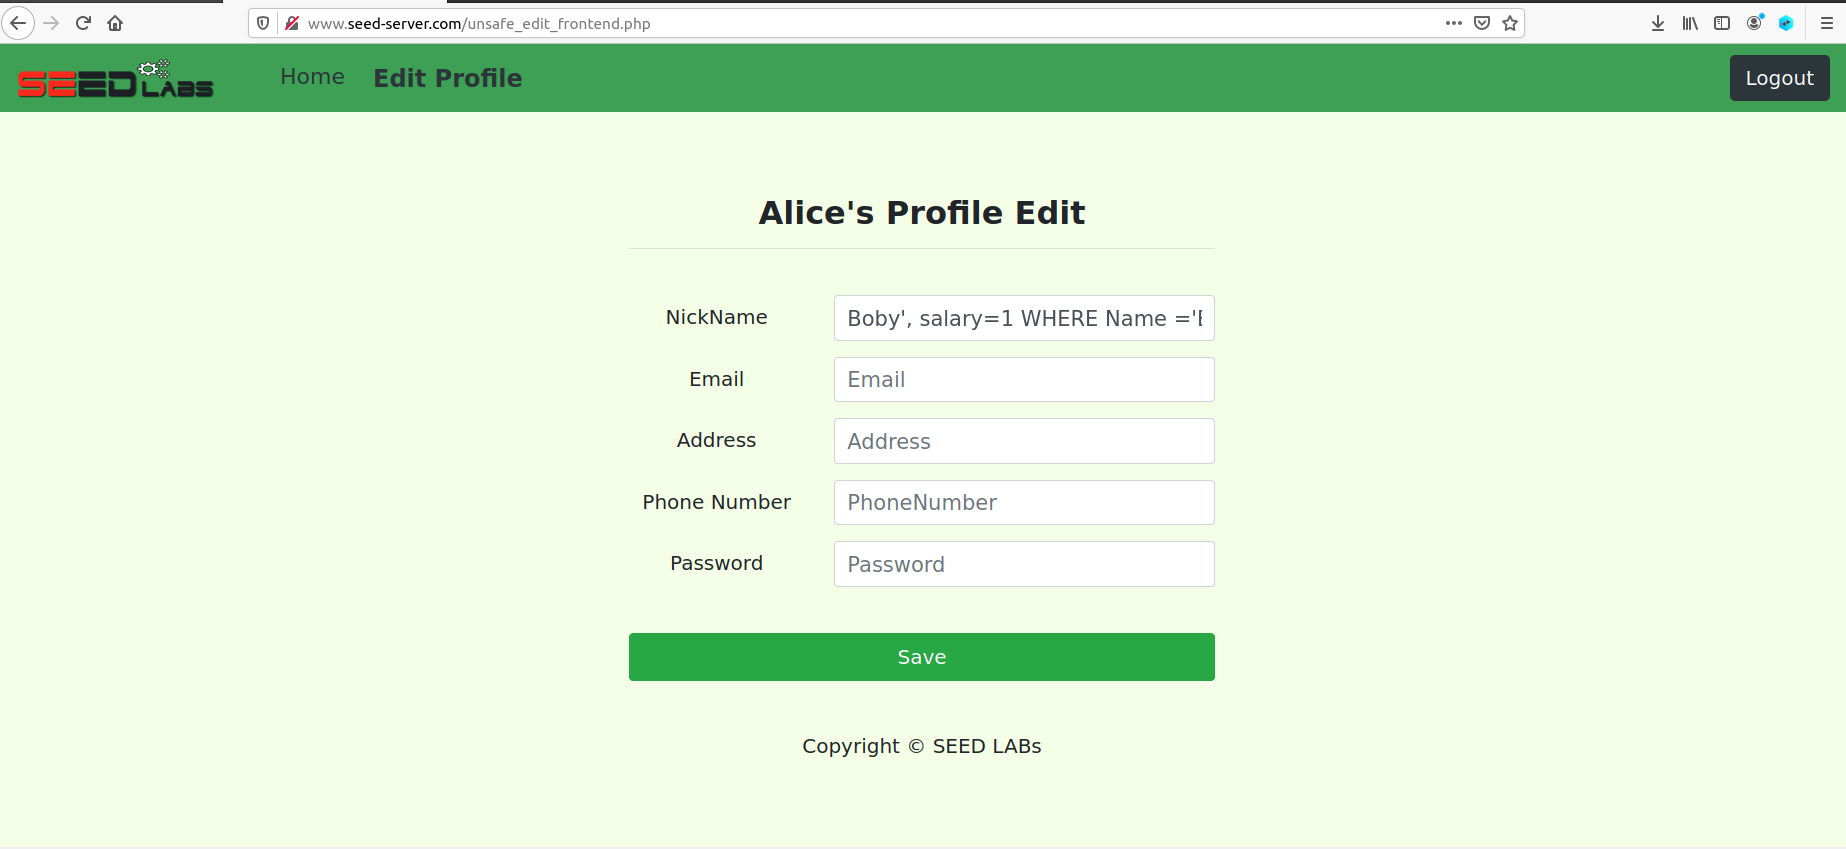 www.seed-server.com/unsafe_edit_frontend.php
SEED LABS Home Edit Profile Logout
Alice's Profile Edit
NickName Boby', salary=1 WHERE Name ='
Email Email
Address Address
Phone Number PhoneNumber
Password Password
Save
Copyright © SEED LABs